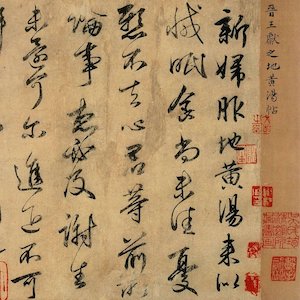 晉王獻之地黃湯帖
新婦服地黃湯來似
減眠食尚未佳憂
懸不去心君等前所
論事想必及謝生
未還可爾進退不可